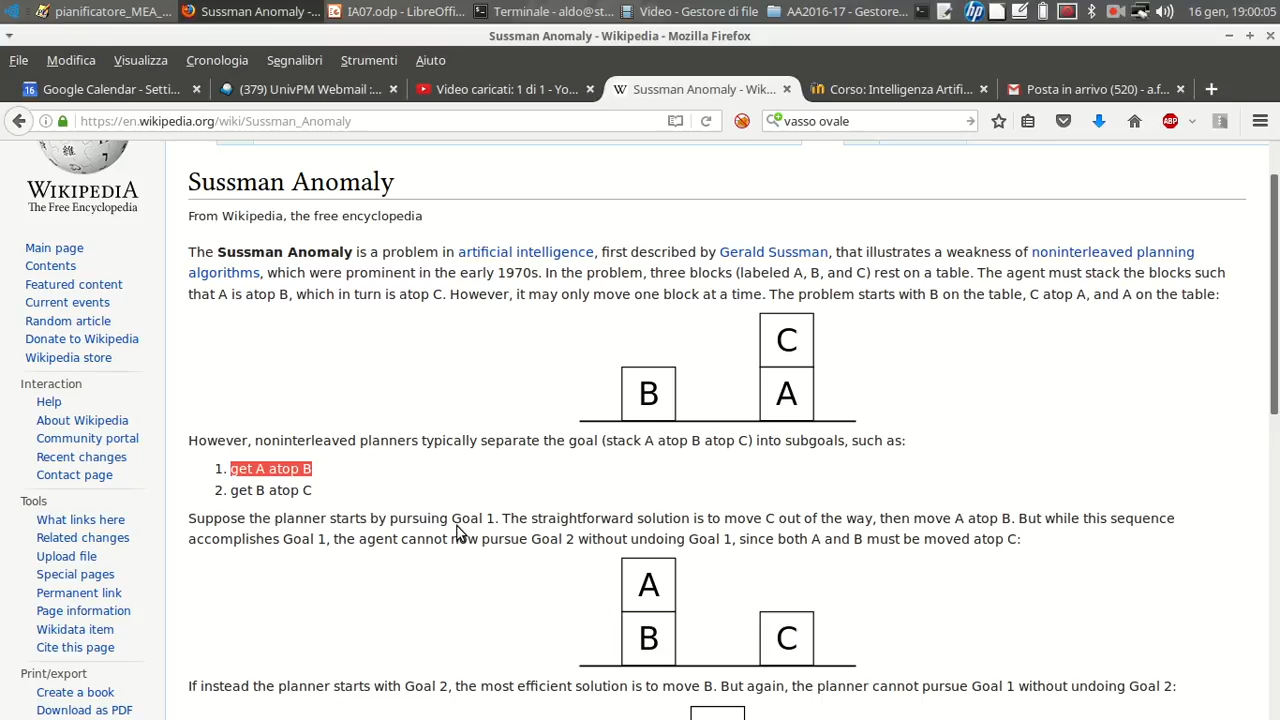 pianificatore_MEA_...
Sussman Anomaly -...
IA07.odp - LibreOffi...
Terminale - aldo@st...
Video - Gestore di file
AA2016-17 - Gestore...
16 gen, 19:00:05
Sussman Anomaly - Wikipedia - Mozilla Firefox
File Modifica Visualizza Cronologia Segnalibri Strumenti Aiuto
16 Google Calendar - Setti...
(379) UnivPM Webmail :...
Video caricati: 1 di 1 - Yo...
W Sussman Anomaly - Wik...
Corso: Intelligenza Artifi...
Posta in arrivo (520) - a.f...
https://en.wikipedia.org/wiki/Sussman_Anomaly
vasso ovale
ABP
hp
WIKIPEDIA
The Free Encyclopedia
Main page
Contents
Featured content
Current events
Random article
Donate to Wikipedia
Wikipedia store
Interaction
Help
About Wikipedia
Community portal
Recent changes
Contact page
Tools
What links here
Related changes
Upload file
Special pages
Permanent link
Page information
Wikidata item
Cite this page
Print/export
Create a book
Download as PDF
Sussman Anomaly
From Wikipedia, the free encyclopedia
The Sussman Anomaly is a problem in artificial intelligence, first described by Gerald Sussman, that illustrates a weakness of noninterleaved planning
algorithms, which were prominent in the early 1970s. In the problem, three blocks (labeled A, B, and C) rest on a table. The agent must stack the blocks such
that A is atop B, which in turn is atop C. However, it may only move one block at a time. The problem starts with B on the table, C atop A, and A on the table:
C
B A
However, noninterleaved planners typically separate the goal (stack A atop B atop C) into subgoals, such as:
1. get A atop B
2. get B atop C
Suppose the planner starts by pursuing Goal 1. The straightforward solution is to move C out of the way, then move A atop B. But while this sequence
accomplishes Goal 1, the agent cannot now pursue Goal 2 without undoing Goal 1, since both A and B must be moved atop C:
A
B C
If instead the planner starts with Goal 2, the most efficient solution is to move B. But again, the planner cannot pursue Goal 1 without undoing Goal 2: